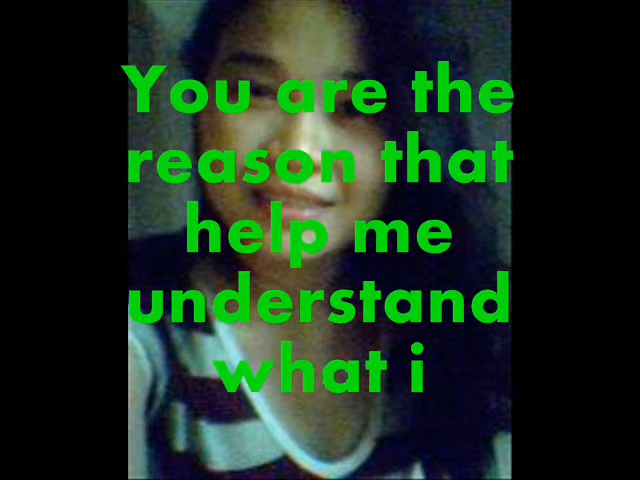 You are the
reason that
help me
understand
what i